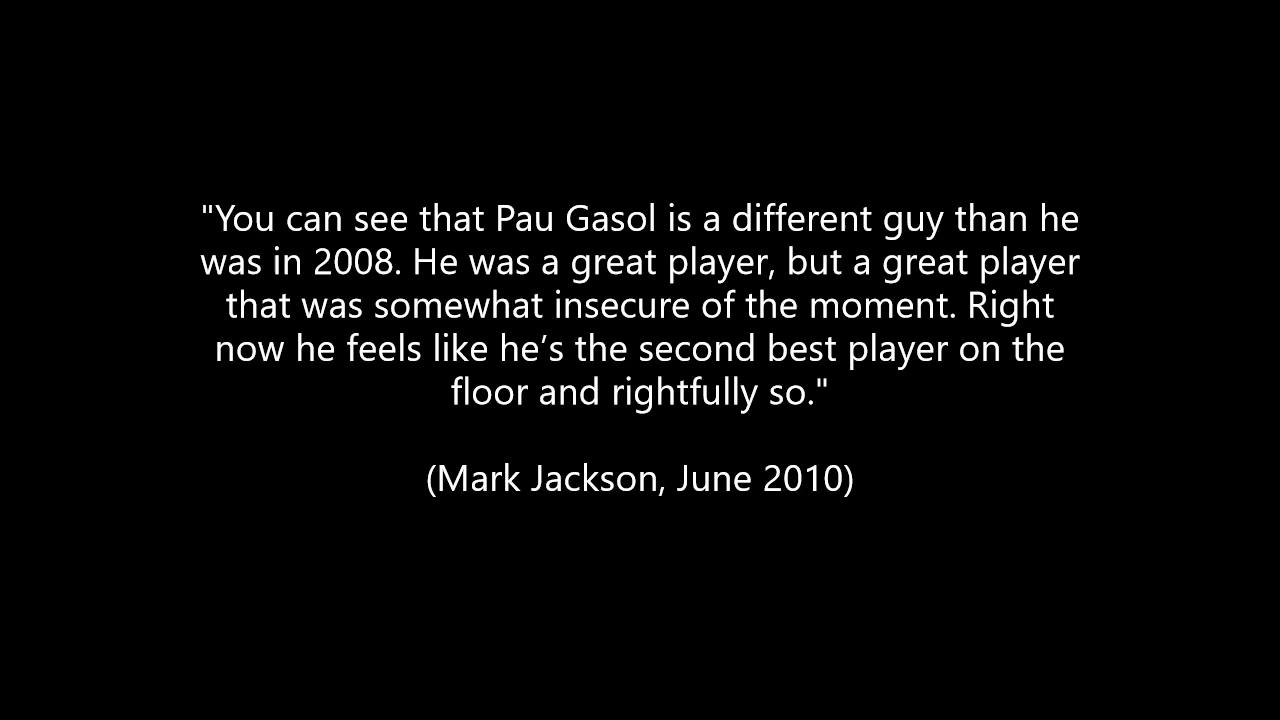 "You can see that Pau Gasol is a different guy than he
was in 2008. He was a great player, but a great player
that was somewhat insecure of the moment. Right
now he feels like he’s the second best player on the
floor and rightfully so."
(Mark Jackson, June 2010)